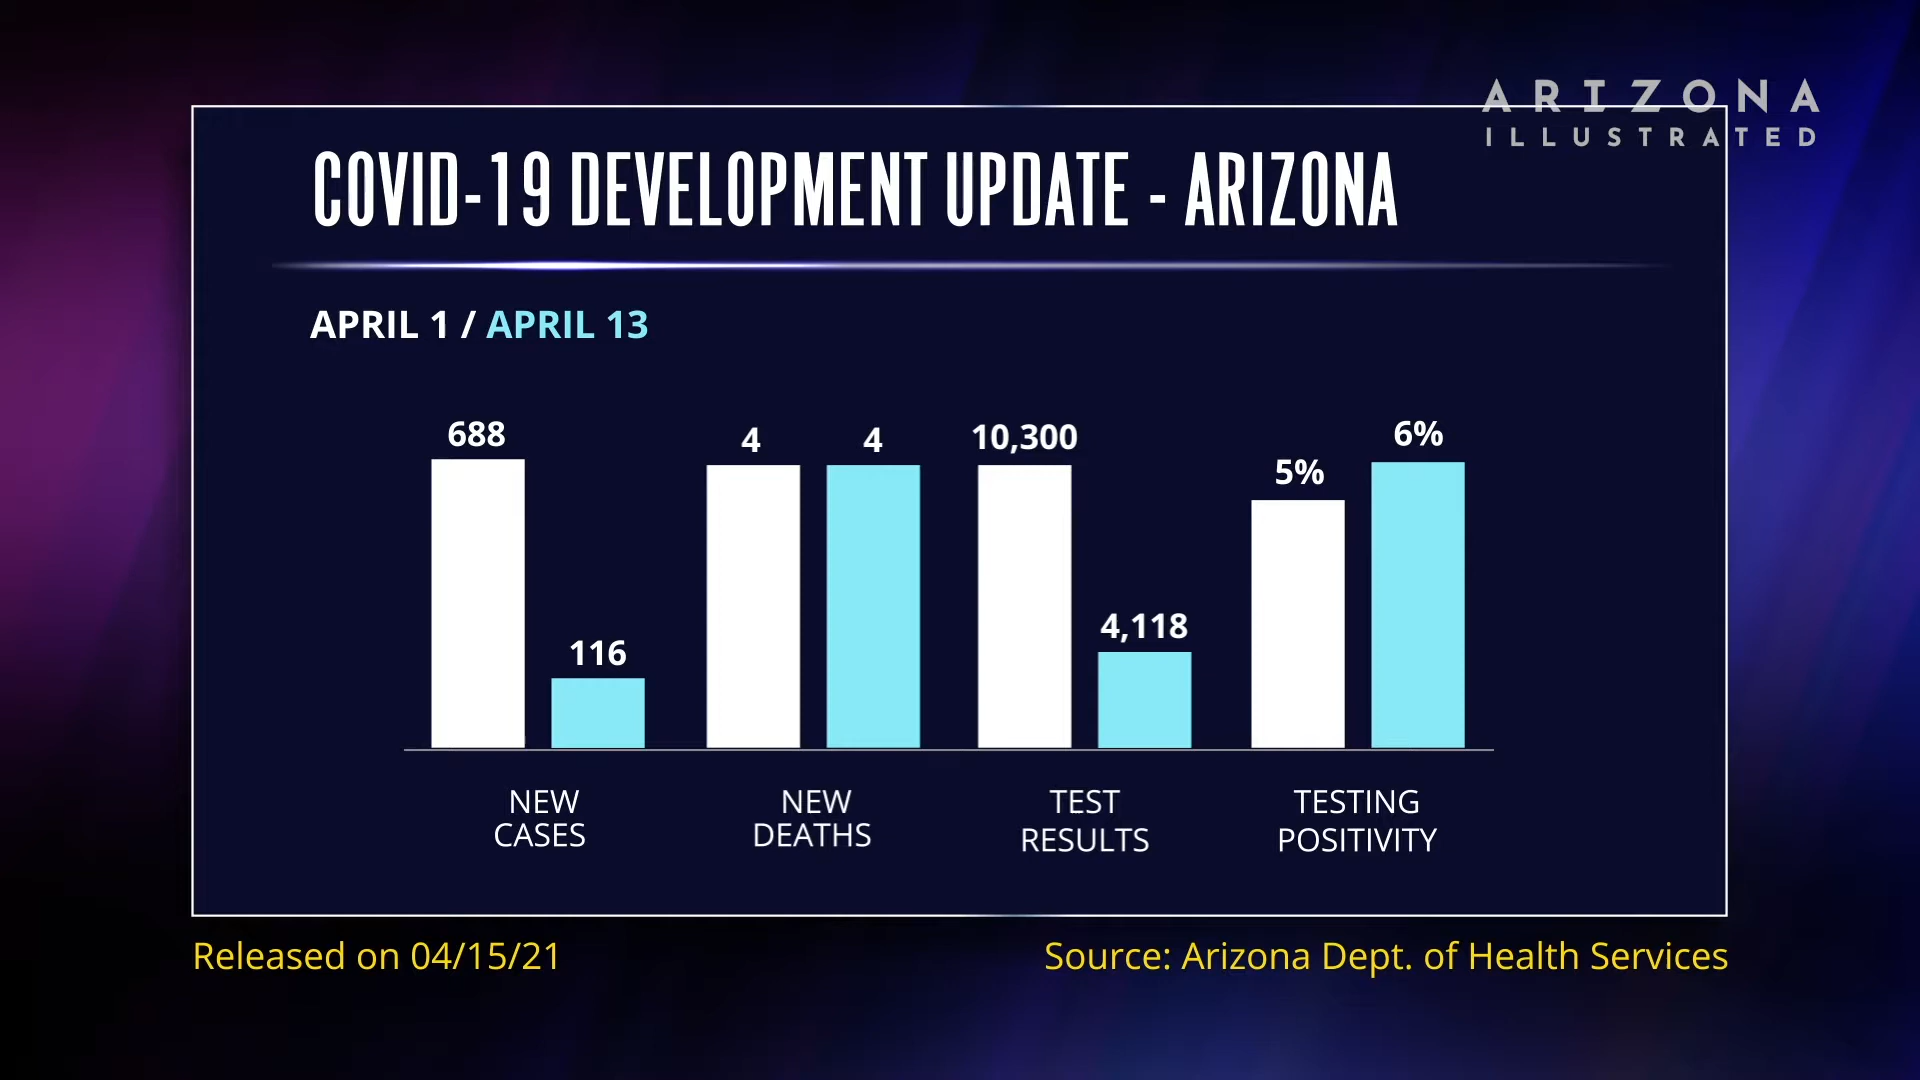 ARIZONA
ILLUSTRATED
COVID-19 DEVELOPMENT UPDATE - ARIZONA
APRIL 1 / APRIL 13
688
116
4
4
10,300
4,118
5%
6%
NEW
CASES
NEW
DEATHS
TEST
RESULTS
TESTING
POSITIVITY
Released on 04/15/21
Source: Arizona Dept. of Health Services